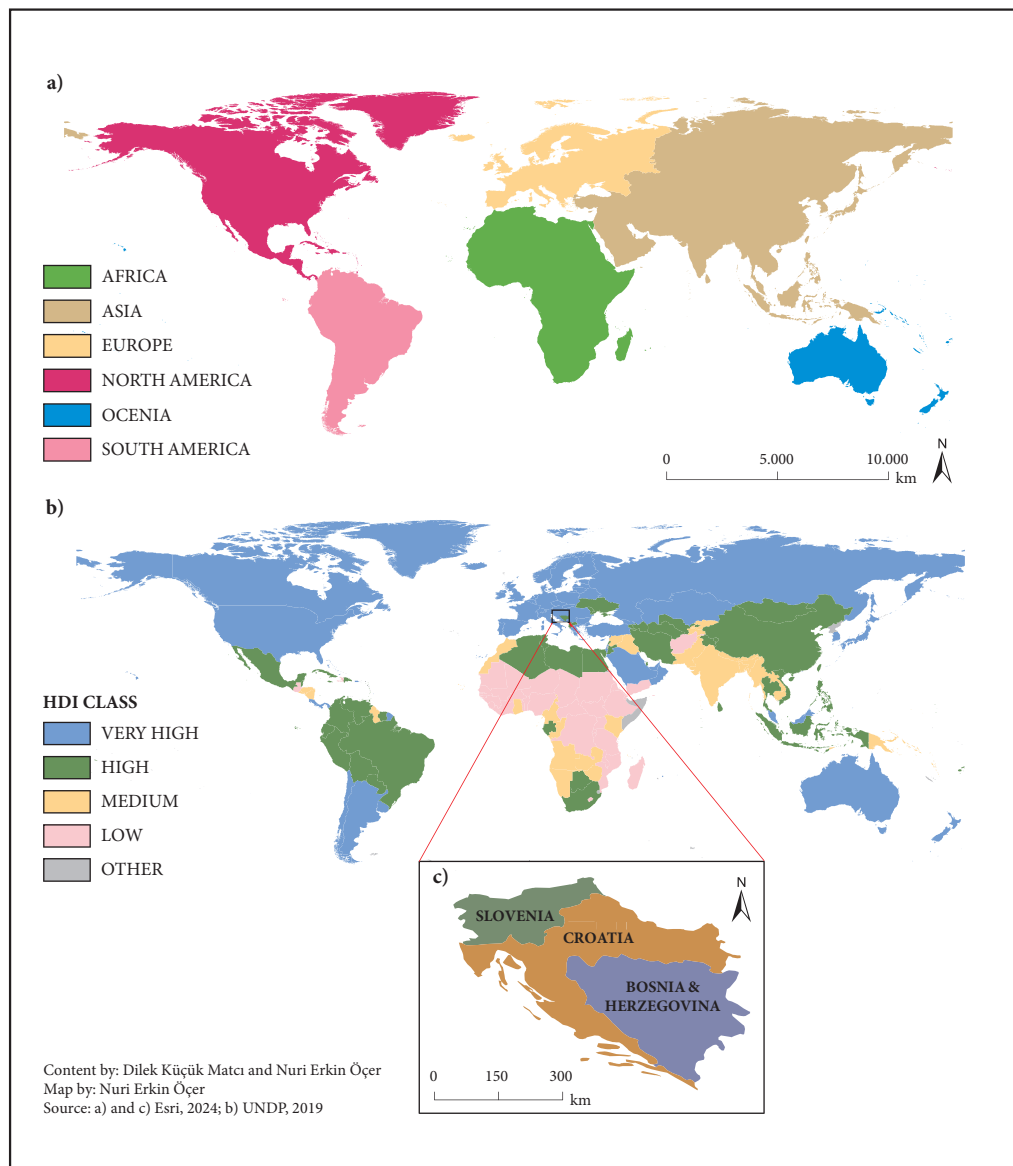 a)
AFRICA
ASIA
EUROPE
NORTH AMERICA
OCENIA
SOUTH AMERICA
0 5.000 10.000
km
N
b)
HDI CLASS
VERY HIGH
HIGH
MEDIUM
LOW
OTHER
c)
N
SLOVENIA
CROATIA
BOSNIA &
HERZEGOVINA
0 150 300
km
Content by: Dilek Küçük Matcı and Nuri Erkin Öçer
Map by: Nuri Erkin Öçer
Source: a) and c) Esri, 2024; b) UNDP, 2019